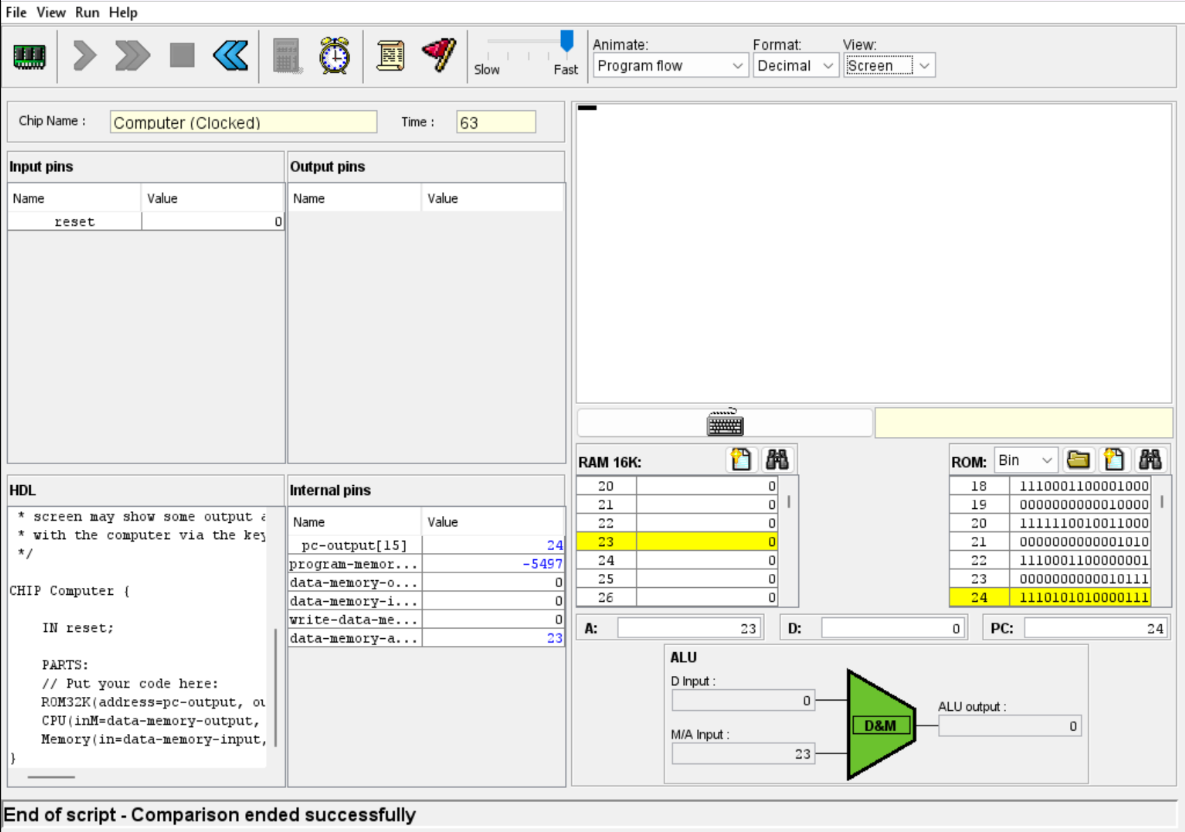 File View Run Help
Slow Fast
Animate: Format: View:
Program flow Decimal Screen
Chip Name : Computer (Clocked) Time : 63
Input pins
Name Value
reset 0
Output pins
Name Value
HDL
* screen may show some output a
* with the computer via the key
*/
CHIP Computer {
IN reset;
PARTS:
// Put your code here:
ROM32K(address=pc-output, ou
CPU(inM=data-memory-output,
Memory(in=data-memory-input,
}
Internal pins
Name Value
pc-output[15] 24
program-memor... -5497
data-memory-o... 0
data-memory-i... 0
write-data-me... 0
data-memory-a... 23
RAM 16K:
20 0
21 0
22 0
23 0
24 0
25 0
26 0
ROM: Bin
18 1110001100001000
19 0000000000010000
20 1111110010011000
21 0000000000001010
22 1110001100000001
23 0000000000010111
24 1110101010000111
A: 23 D: 0 PC: 24
ALU
D Input :
0
M/A Input :
23
D&M
ALU output :
0
End of script - Comparison ended successfully